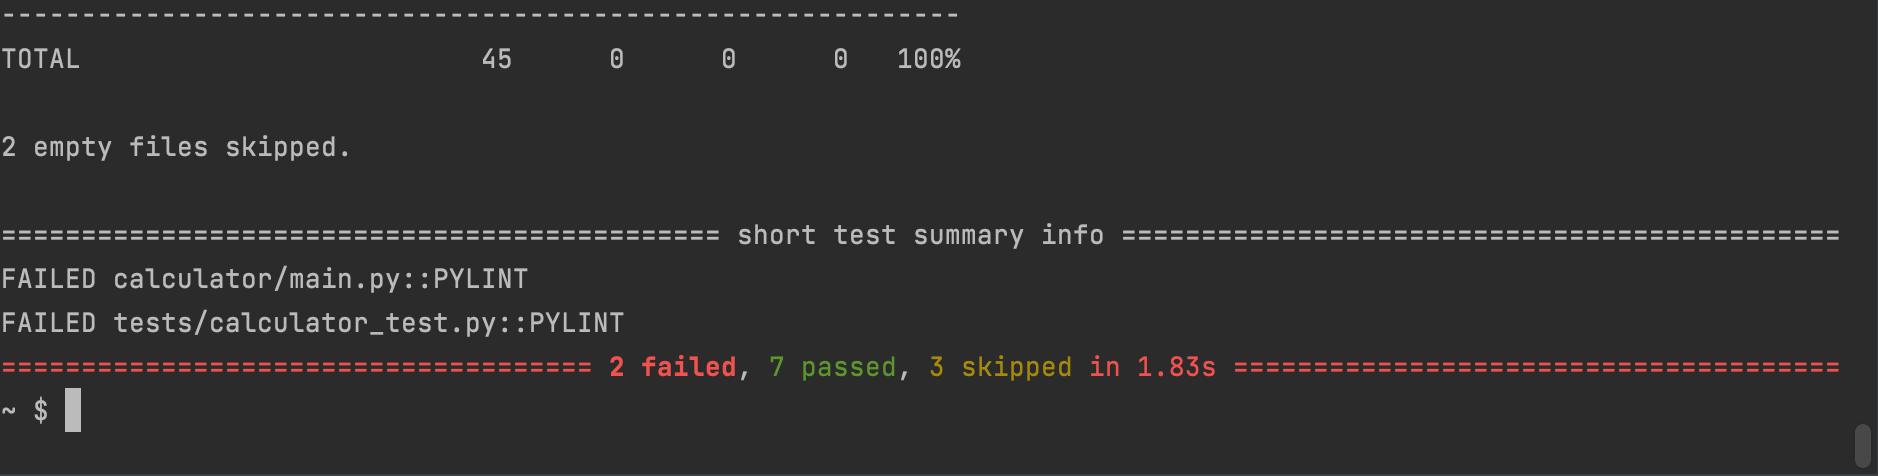 ------------------------------------------------------------
TOTAL                              45      0      0      0   100%
2 empty files skipped.
============================================= short test summary info =============================================
FAILED calculator/main.py::PYLINT
FAILED tests/calculator_test.py::PYLINT
===================================== 2 failed, 7 passed, 3 skipped in 1.83s ======================================
~ $